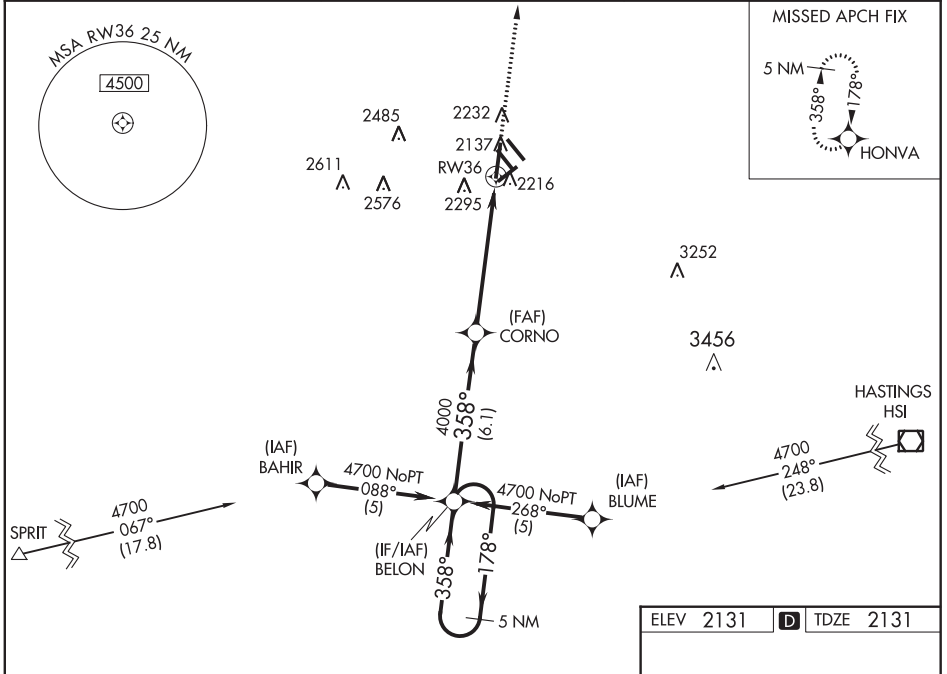 MSA RW36 25 NM
4500
MISSED APCH FIX
5 NM
358°
178°
HONVA
2485
2232
2137
2611
RW36
2576
2295
2216
3252
(FAF)
CORNO
3456
4000
358°
(6.1)
HASTINGS
HSI
(IAF)
BAHIR
4700 NoPT
088°
(5)
4700 NoPT
268°
(5)
(IAF)
BLUME
4700
248°
(23.8)
SPRIT
4700
067°
(17.8)
(IF/IAF)
BELON
358°
178°
5 NM
ELEV 2131 D TDZE 2131